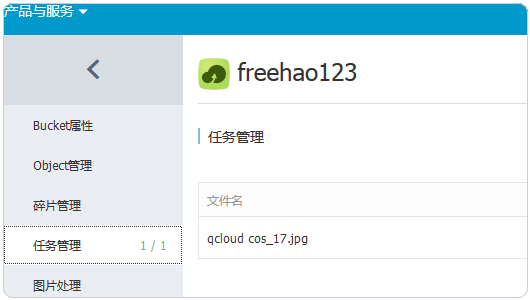 产品与服务
freehao123
Bucket属性
Object管理
碎片管理
任务管理 1 / 1
图片处理
任务管理
文件名
qcloud cos_17.jpg